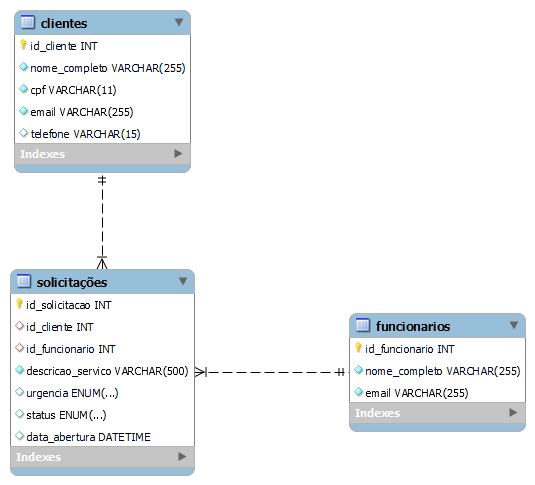 clientes
id_cliente INT
nome_completo VARCHAR(255)
cpf VARCHAR(11)
email VARCHAR(255)
telefone VARCHAR(15)
Indexes
solicitações
id_solicitacao INT
id_cliente INT
id_funcionario INT
descricao_servico VARCHAR(500)
urgencia ENUM(...)
status ENUM(...)
data_abertura DATETIME
Indexes
funcionarios
id_funcionario INT
nome_completo VARCHAR(255)
email VARCHAR(255)
Indexes